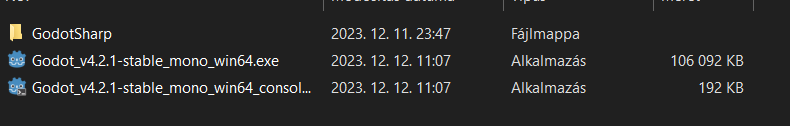 GodotSharp 2023. 12. 11. 23:47 Fájlmappa
Godot_v4.2.1-stable_mono_win64.exe 2023. 12. 12. 11:07 Alkalmazás 106 092 KB
Godot_v4.2.1-stable_mono_win64_consol... 2023. 12. 12. 11:07 Alkalmazás 192 KB